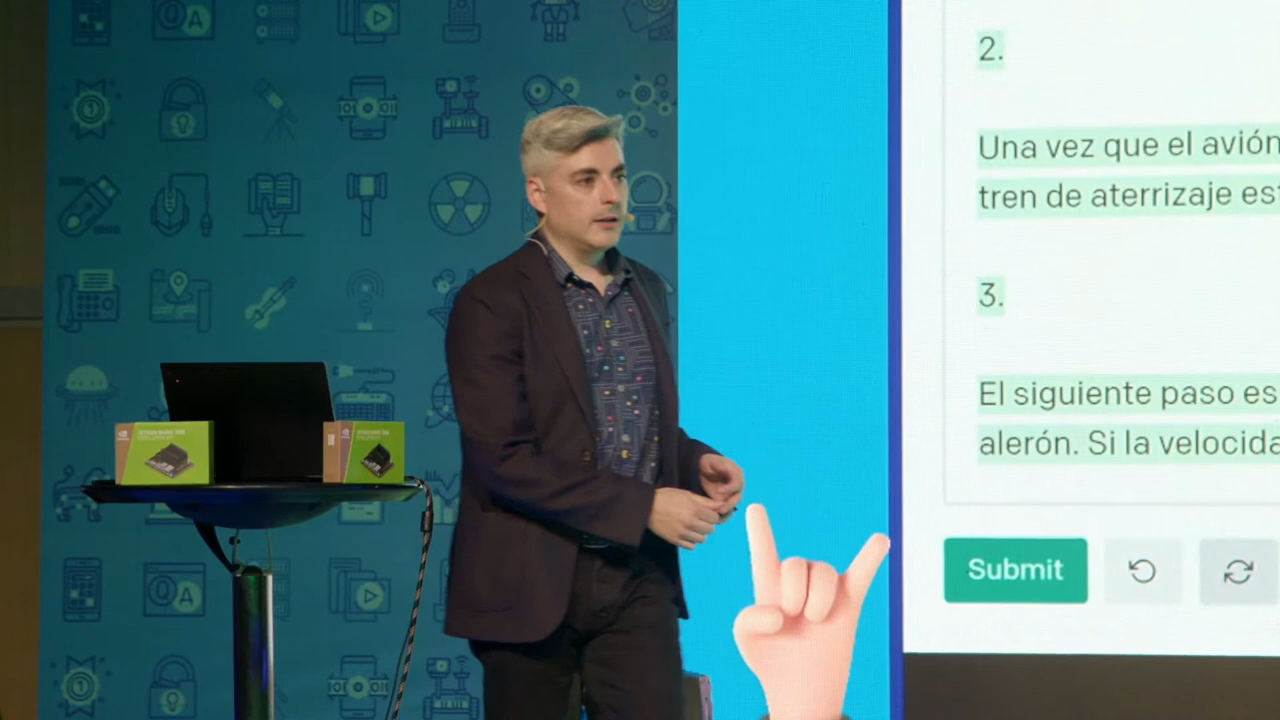 2.
Una vez que el avión
tren de aterrizaje est
3.
El siguiente paso es
alerón. Si la velocida
Submit
Q A
Q A